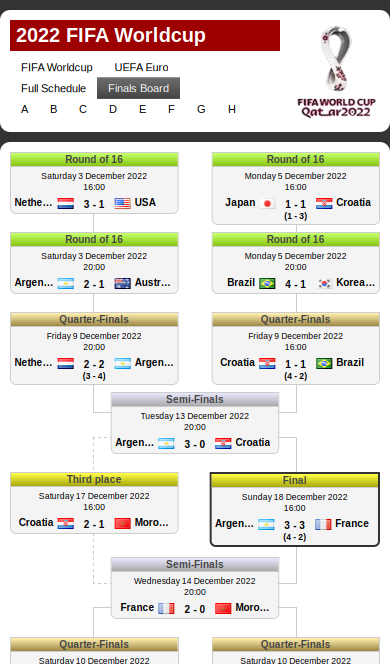 2022 FIFA Worldcup
FIFA Worldcup UEFA Euro
Full Schedule Finals Board
A B C D E F G H
FIFA WORLD CUP
Qatar2022
Round of 16
Saturday 3 December 2022
16:00
Nethe... 3 - 1 USA
Round of 16
Monday 5 December 2022
16:00
Japan 1 - 1 Croatia
(1 - 3)
Round of 16
Saturday 3 December 2022
20:00
Argen... 2 - 1 Austr...
Round of 16
Monday 5 December 2022
20:00
Brazil 4 - 1 Korea...
Quarter-Finals
Friday 9 December 2022
20:00
Nethe... 2 - 2 Argen...
(3 - 4)
Quarter-Finals
Friday 9 December 2022
16:00
Croatia 1 - 1 Brazil
(4 - 2)
Semi-Finals
Tuesday 13 December 2022
20:00
Argen... 3 - 0 Croatia
Third place
Saturday 17 December 2022
16:00
Croatia 2 - 1 Moro...
Final
Sunday 18 December 2022
16:00
Argen... 3 - 3 France
(4 - 2)
Semi-Finals
Wednesday 14 December 2022
20:00
France 2 - 0 Moro...
Quarter-Finals
Saturday 10 December 2022
Quarter-Finals
Saturday 10 December 2022